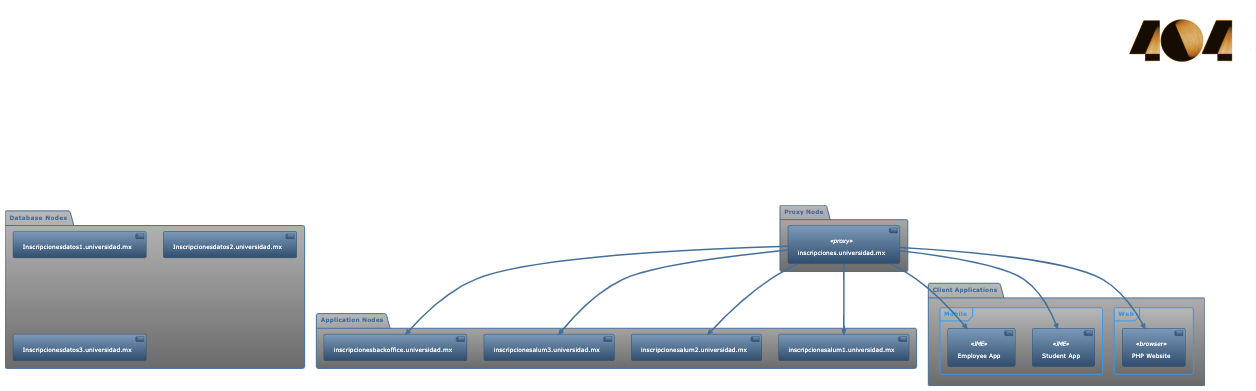 404
Database Nodes
Inscripcionesdatos1.universidad.mx
Inscripcionesdatos2.universidad.mx
Inscripcionesdatos3.universidad.mx
Proxy Node
«proxy»
inscripciones.universidad.mx
Application Nodes
inscripcionesbackoffice.universidad.mx
inscripcionesalum3.universidad.mx
inscripcionesalum2.universidad.mx
inscripcionesalum1.universidad.mx
Client Applications
Mobile
«JME»
Employee App
«JME»
Student App
Web
«browser»
PHP Website